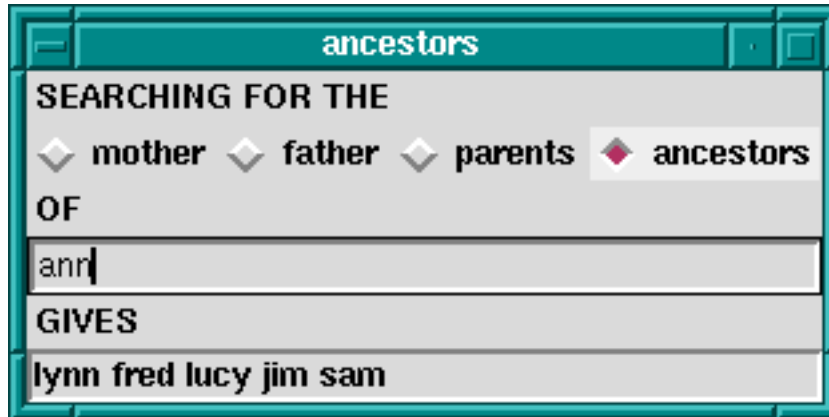 ancestors
SEARCHING FOR THE
mother father parents ancestors
OF
ann
GIVES
lynn fred lucy jim sam